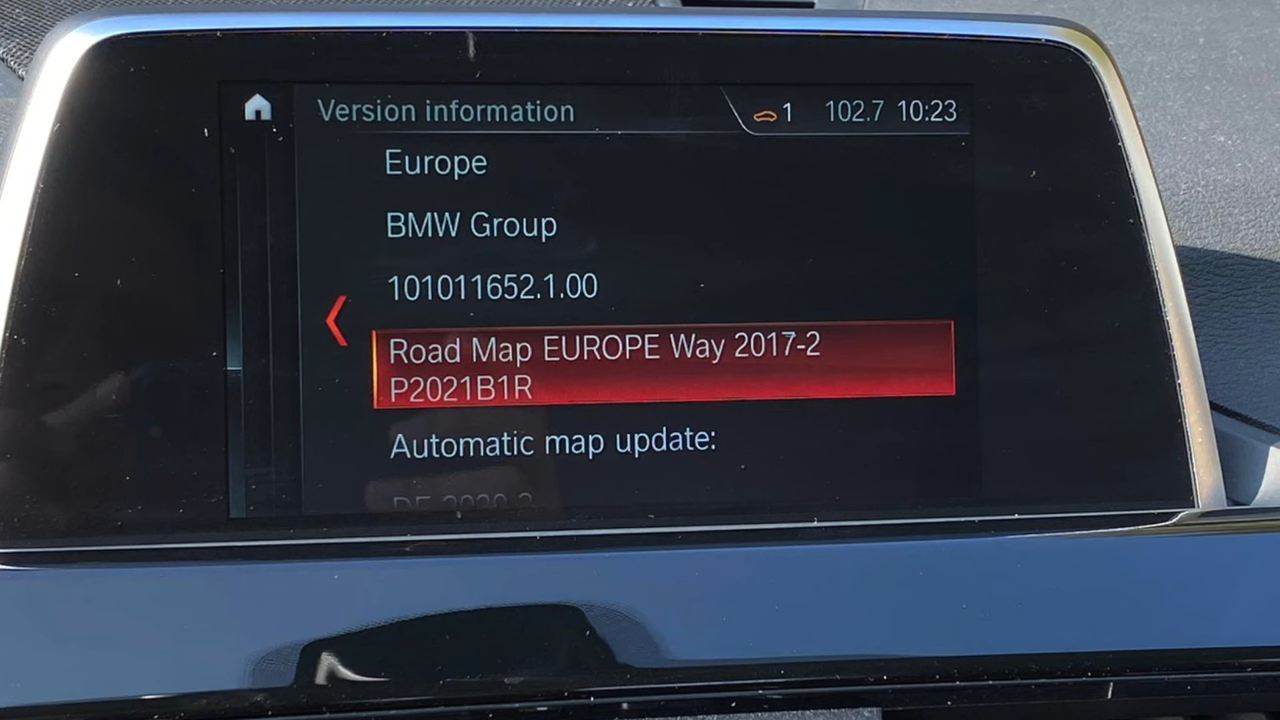 Version information 1 102.7 10:23
Europe
BMW Group
101011652.1.00
Road Map EUROPE Way 2017-2
P2021B1R
Automatic map update: